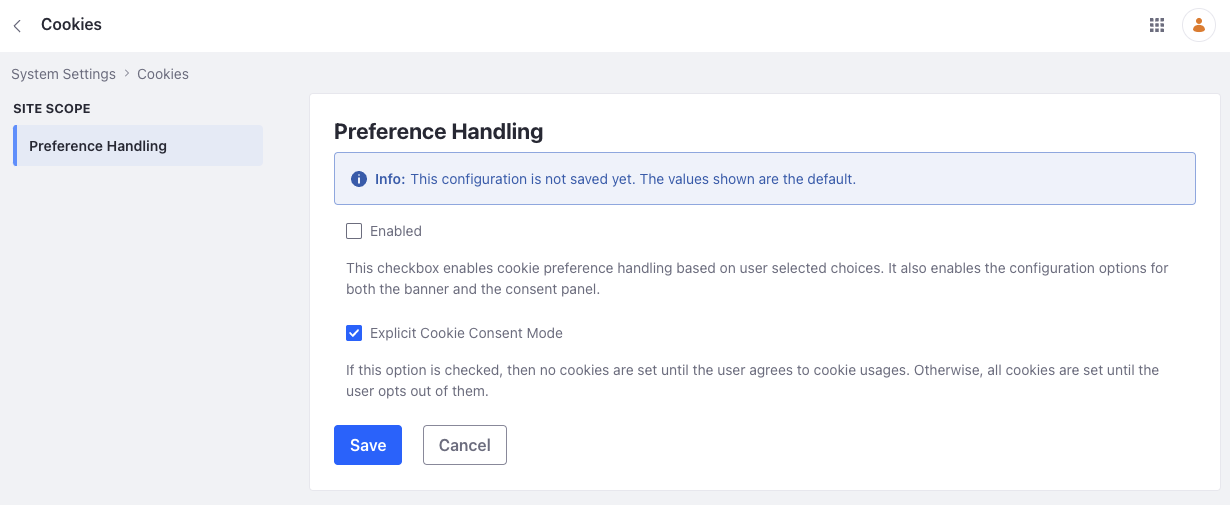 Cookies
System Settings > Cookies
SITE SCOPE
Preference Handling
Preference Handling
Info: This configuration is not saved yet. The values shown are the default.
Enabled
This checkbox enables cookie preference handling based on user selected choices. It also enables the configuration options for
both the banner and the consent panel.
Explicit Cookie Consent Mode
If this option is checked, then no cookies are set until the user agrees to cookie usages. Otherwise, all cookies are set until the
user opts out of them.
Save Cancel